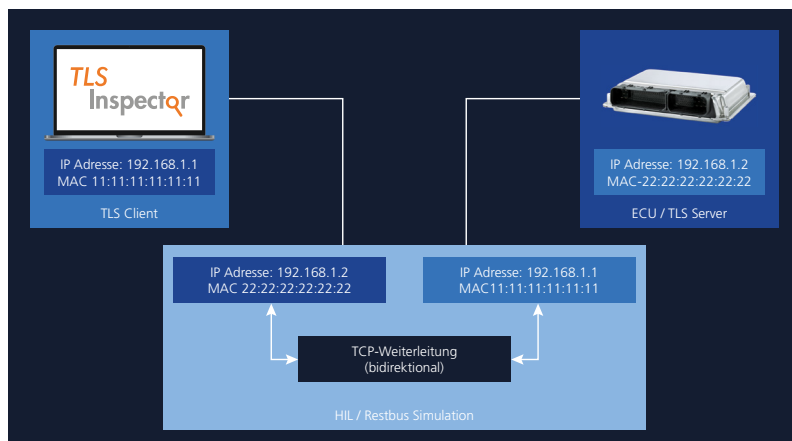 TLS
Inspector
IP Adresse: 192.168.1.1
MAC 11:11:11:11:11:11
TLS Client
IP Adresse: 192.168.1.2
MAC-22:22:22:22:22:22
ECU / TLS Server
IP Adresse: 192.168.1.2
MAC 22:22:22:22:22:22
IP Adresse: 192.168.1.1
MAC11:11:11:11:11:11
TCP-Weiterleitung
(bidirektional)
HIL / Restbus Simulation